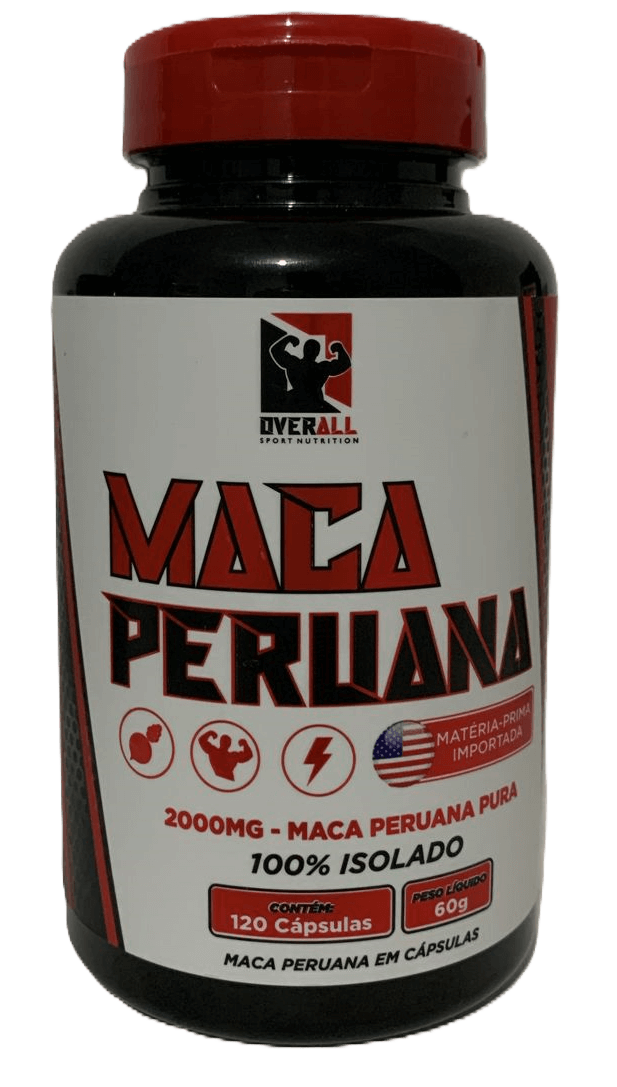 OVERALL
SPORT NUTRITION
MACA
PERUANA
MATÉRIA-PRIMA
IMPORTADA
2000MG - MACA PERUANA PURA
100% ISOLADO
CONTÉM:
120 Cápsulas
PESO LÍQUIDO
60g
MACA PERUANA EM CÁPSULAS